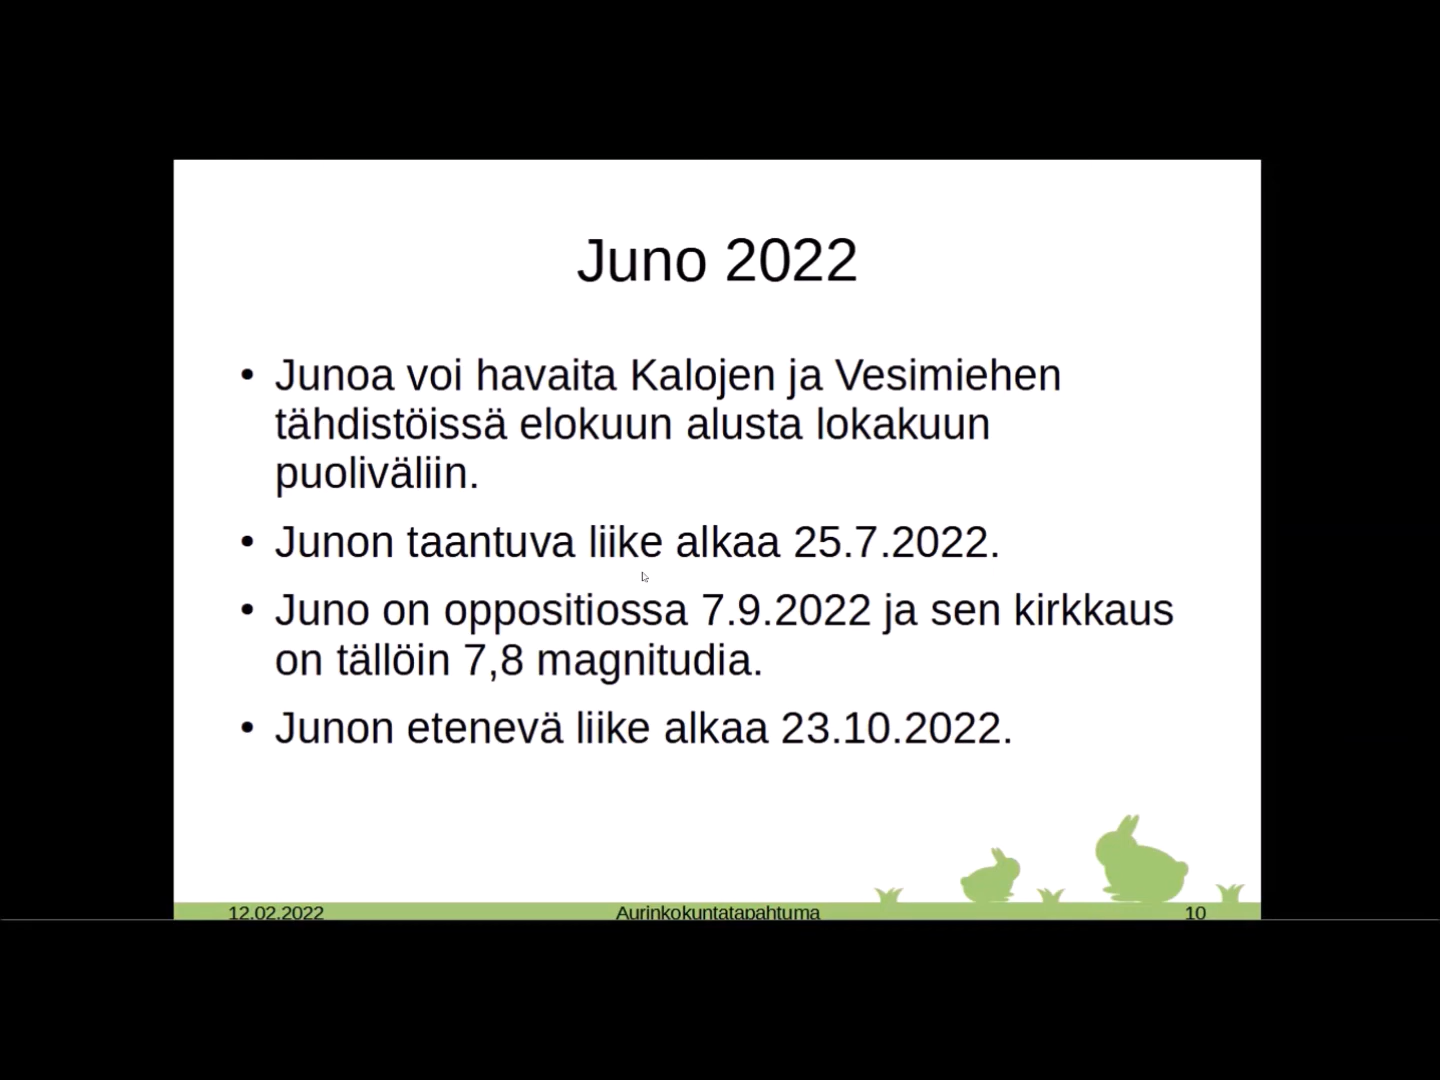 Juno 2022
• Junoa voi havaita Kalojen ja Vesimiehen
tähdistöissä elokuun alusta lokakuun
puoliväliin.
• Junon taantuva liike alkaa 25.7.2022.
• Juno on oppositiossa 7.9.2022 ja sen kirkkaus
on tällöin 7,8 magnitudia.
• Junon etenevä liike alkaa 23.10.2022.
12.02.2022 Aurinkokuntatapahtuma 10